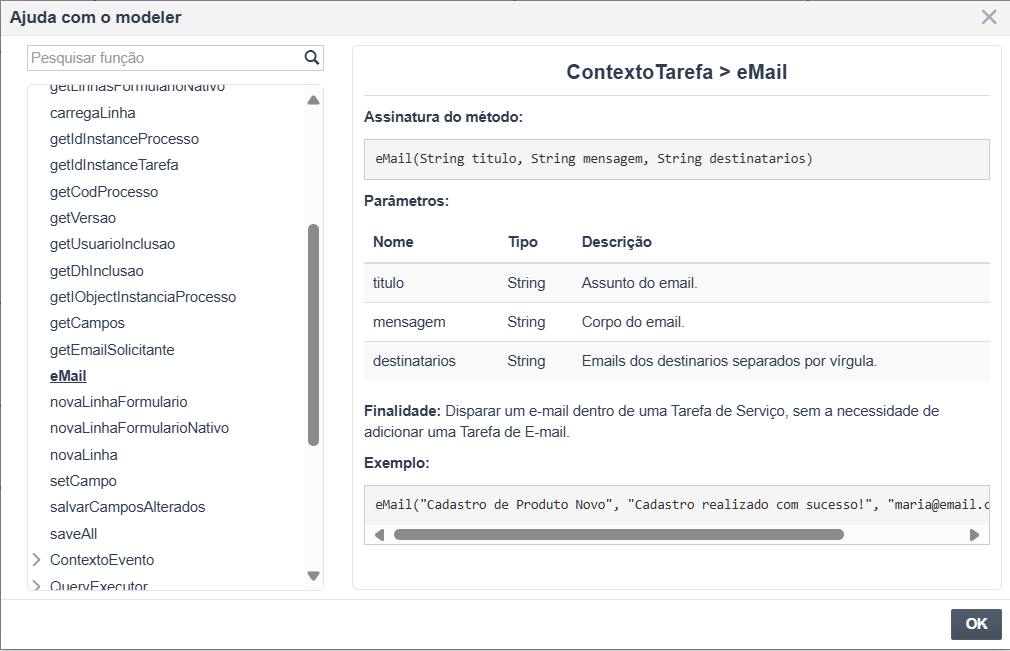 Ajuda com o modeler
Pesquisar função
getLinhasFormularioNativo
carregaLinha
getIdInstanceProcesso
getIdInstanceTarefa
getCodProcesso
getVersao
getUsuarioInclusao
getDhInclusao
getIObjectInstanciaProcesso
getCampos
getEmailSolicitante
eMail
novaLinhaFormulario
novaLinhaFormularioNativo
novaLinha
setCampo
salvarCamposAlterados
saveAll
ContextoEvento
QueryExecutor
ContextoTarefa > eMail
Assinatura do método:
eMail(String titulo, String mensagem, String destinatarios)
Parâmetros:
Nome Tipo Descrição
titulo String Assunto do email.
mensagem String Corpo do email.
destinatarios String Emails dos destinarios separados por vírgula.
Finalidade: Disparar um e-mail dentro de uma Tarefa de Serviço, sem a necessidade de
adicionar uma Tarefa de E-mail.
Exemplo:
eMail("Cadastro de Produto Novo", "Cadastro realizado com sucesso!", "maria@email.c
OK